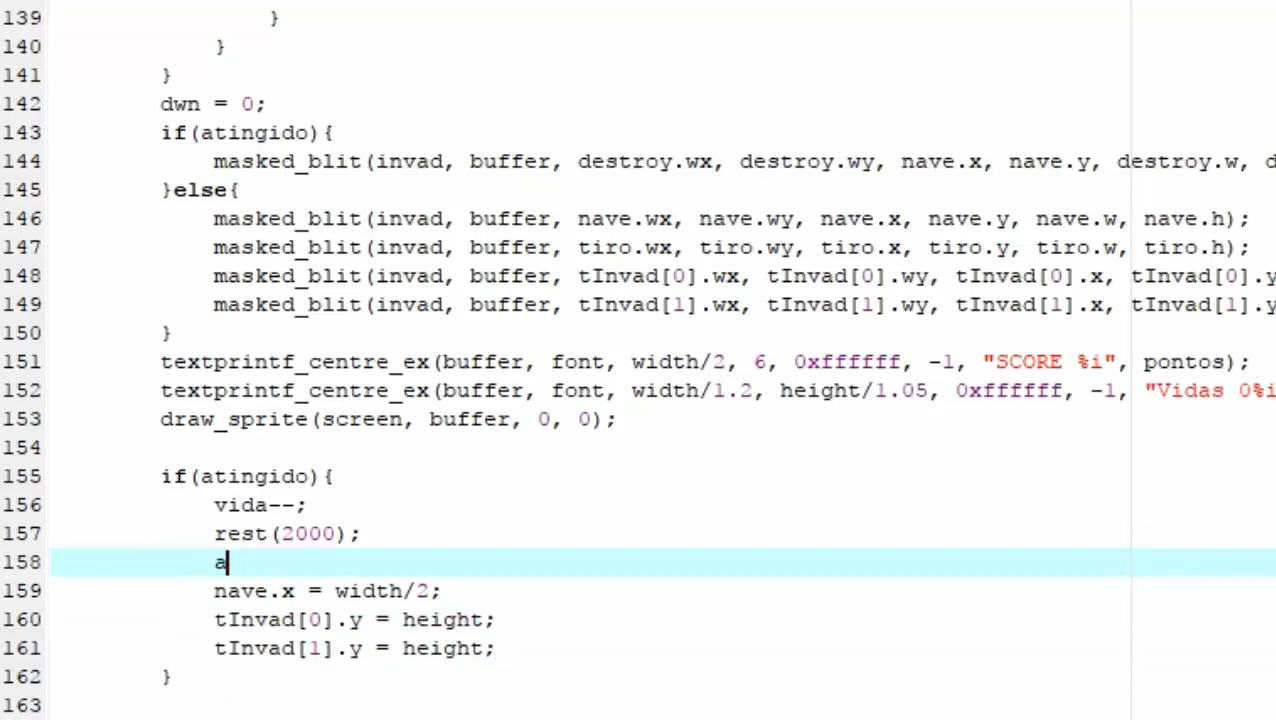 139 }
140 }
141 }
142 dwn = 0;
143 if(atingido){
144 masked_blit(invad, buffer, destroy.wx, destroy.wy, nave.x, nave.y, destroy.w, d
145 }else{
146 masked_blit(invad, buffer, nave.wx, nave.wy, nave.x, nave.y, nave.w, nave.h);
147 masked_blit(invad, buffer, tiro.wx, tiro.wy, tiro.x, tiro.y, tiro.w, tiro.h);
148 masked_blit(invad, buffer, tInvad[0].wx, tInvad[0].wy, tInvad[0].x, tInvad[0].y
149 masked_blit(invad, buffer, tInvad[1].wx, tInvad[1].wy, tInvad[1].x, tInvad[1].y
150 }
151 textprintf_centre_ex(buffer, font, width/2, 6, 0xffffff, -1, "SCORE %i", pontos);
152 textprintf_centre_ex(buffer, font, width/1.2, height/1.05, 0xffffff, -1, "Vidas 0%i
153 draw_sprite(screen, buffer, 0, 0);
154
155 if(atingido){
156 vida--;
157 rest(2000);
158 a
159 nave.x = width/2;
160 tInvad[0].y = height;
161 tInvad[1].y = height;
162 }
163